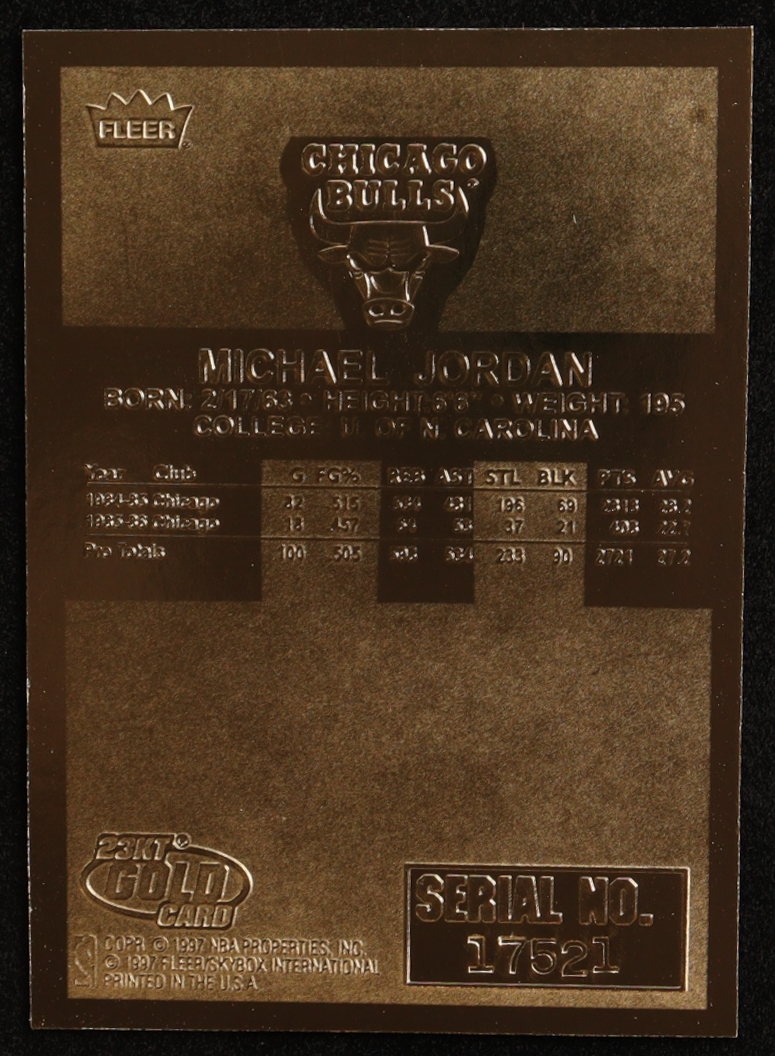 FLEER
CHICAGO
BULLS
MICHAEL JORDAN
BORN: 2/17/63 • HEIGHT: 6'6" • WEIGHT: 195
COLLEGE: U. OF N. CAROLINA
Year Club G FG% REB AST STL BLK PTS AVG
1984-85 Chicago 82 .515 534 481 196 69 2313 28.2
1985-86 Chicago 18 .457 64 53 37 21 408 22.7
Pro Totals 100 .505 598 534 233 90 2721 27.2
23KT
GOLD
CARD
SERIAL NO.
17521
COPR. © 1997 NBA PROPERTIES, INC.
© 1997 FLEER/SKYBOX INTERNATIONAL
PRINTED IN THE U.S.A.